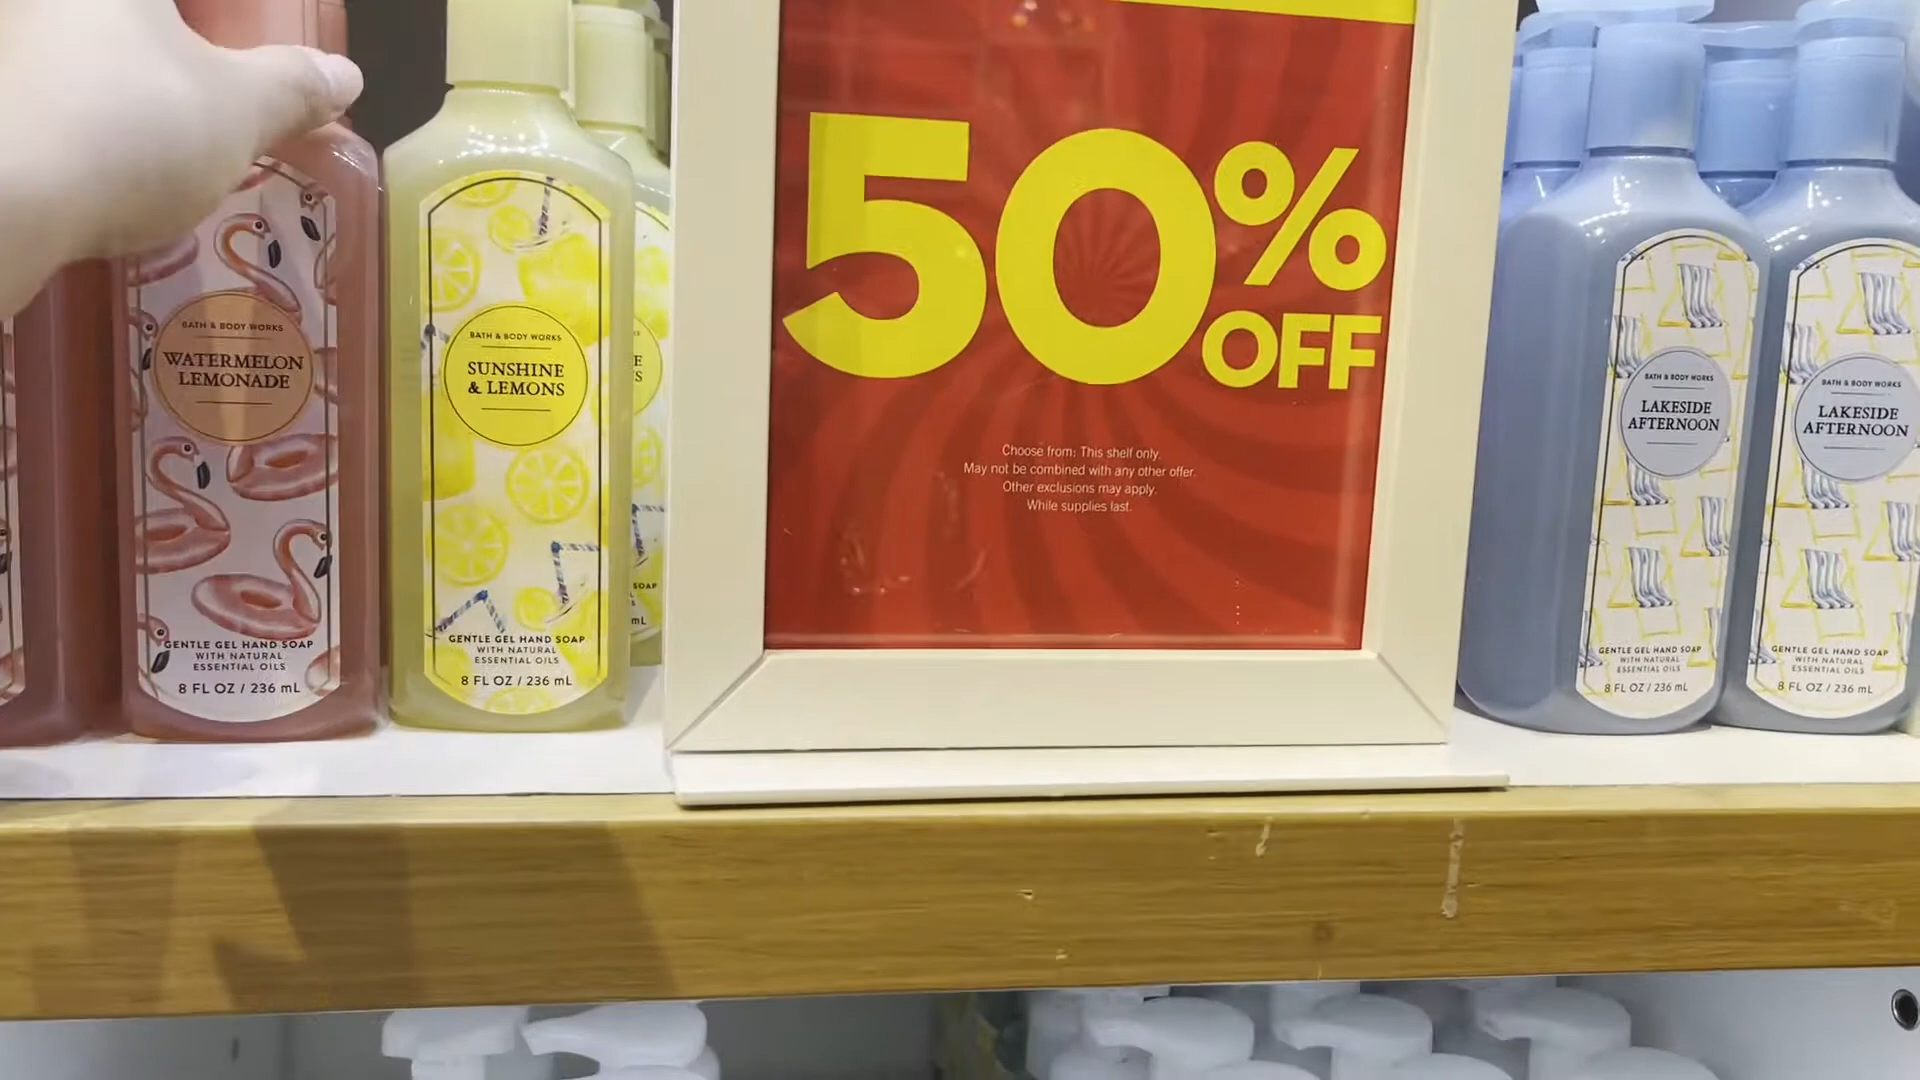 BATH & BODY WORKS
WATERMELON
LEMONADE
GENTLE GEL HAND SOAP
WITH NATURAL
ESSENTIAL OILS
8 FL OZ / 236 mL
BATH & BODY WORKS
SUNSHINE
& LEMONS
GENTLE GEL HAND SOAP
WITH NATURAL
ESSENTIAL OILS
8 FL OZ / 236 mL
SOAP
mL
50%
OFF
Choose from: This shelf only.
May not be combined with any other offer.
Other exclusions may apply.
While supplies last.
BATH & BODY WORKS
LAKESIDE
AFTERNOON
GENTLE GEL HAND SOAP
WITH NATURAL
ESSENTIAL OILS
8 FL OZ / 236 mL
BATH & BODY WORKS
LAKESIDE
AFTERNOON
GENTLE GEL HAND SOAP
WITH NATURAL
ESSENTIAL OILS
8 FL OZ / 236 mL